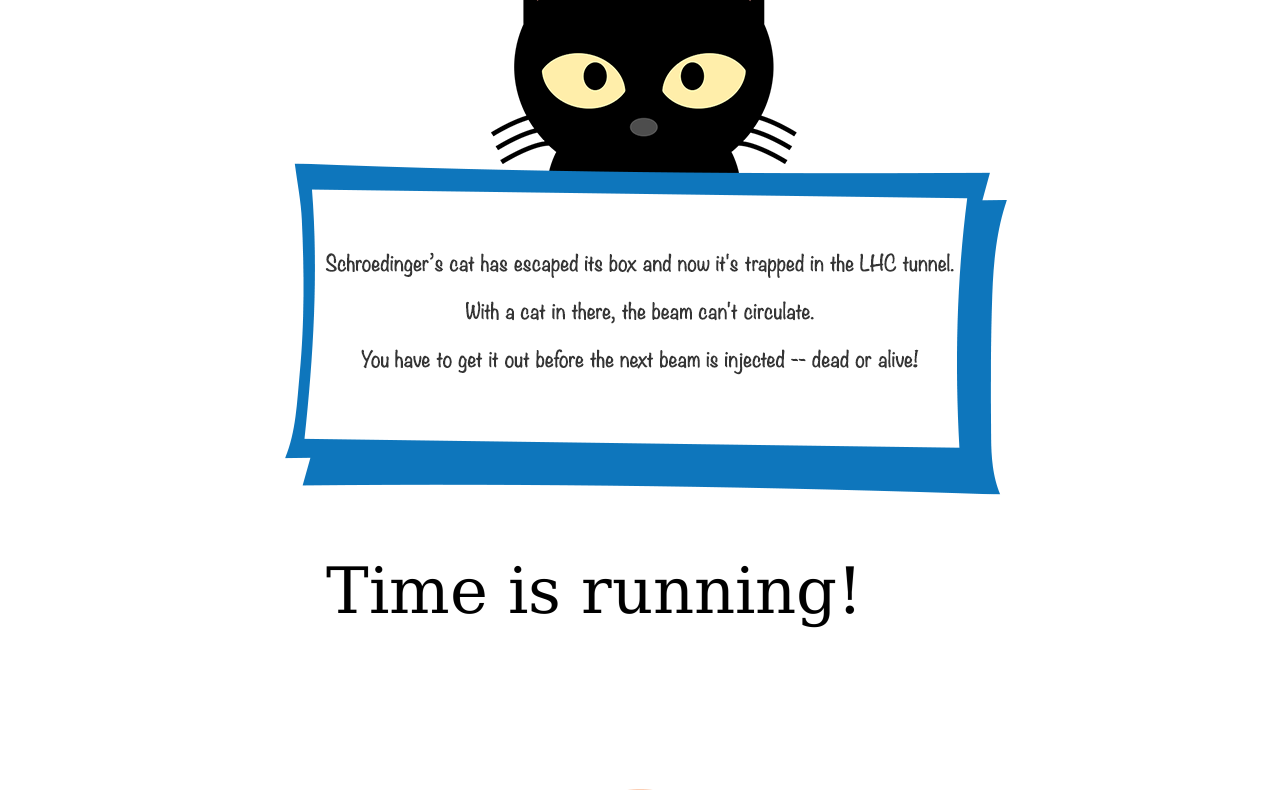 Schroedinger’s cat has escaped its box and now it's trapped in the LHC tunnel.
With a cat in there, the beam can't circulate.
You have to get it out before the next beam is injected -- dead or alive!
Time is running!